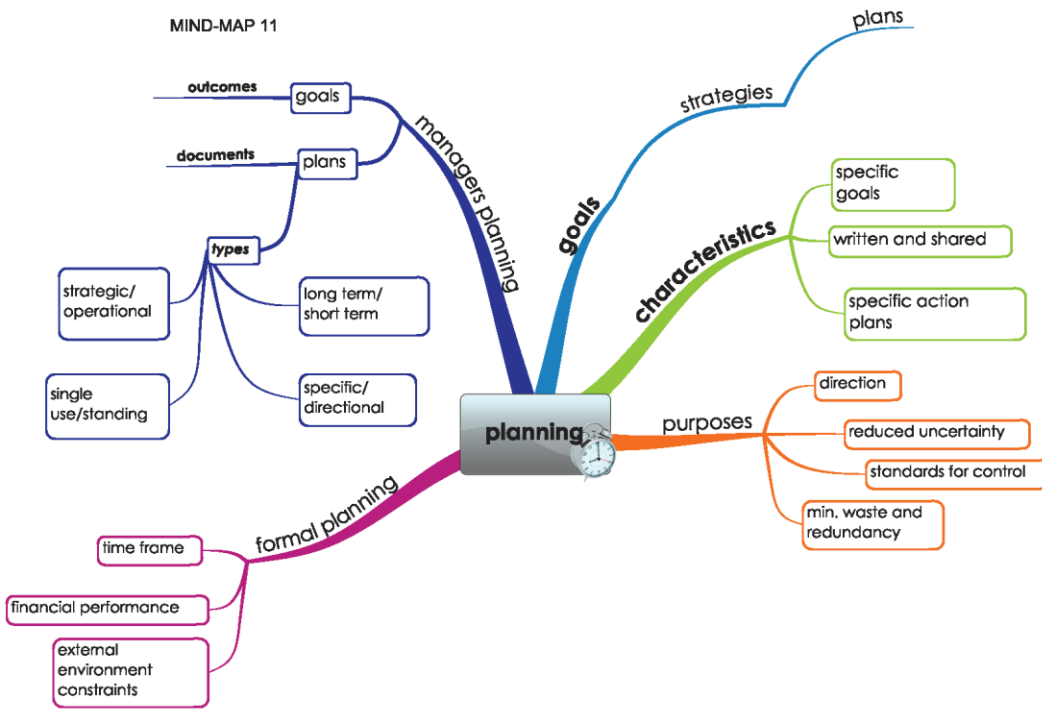 MIND-MAP 11
plans
strategies
goals
outcomes
goals
documents
plans
managers planning
types
strategic/
operational
long term/
short term
single
use/standing
specific/
directional
characteristics
specific
goals
written and shared
specific action
plans
planning
purposes
direction
reduced uncertainty
standards for control
min. waste and
redundancy
formal planning
time frame
financial performance
external
environment
constraints